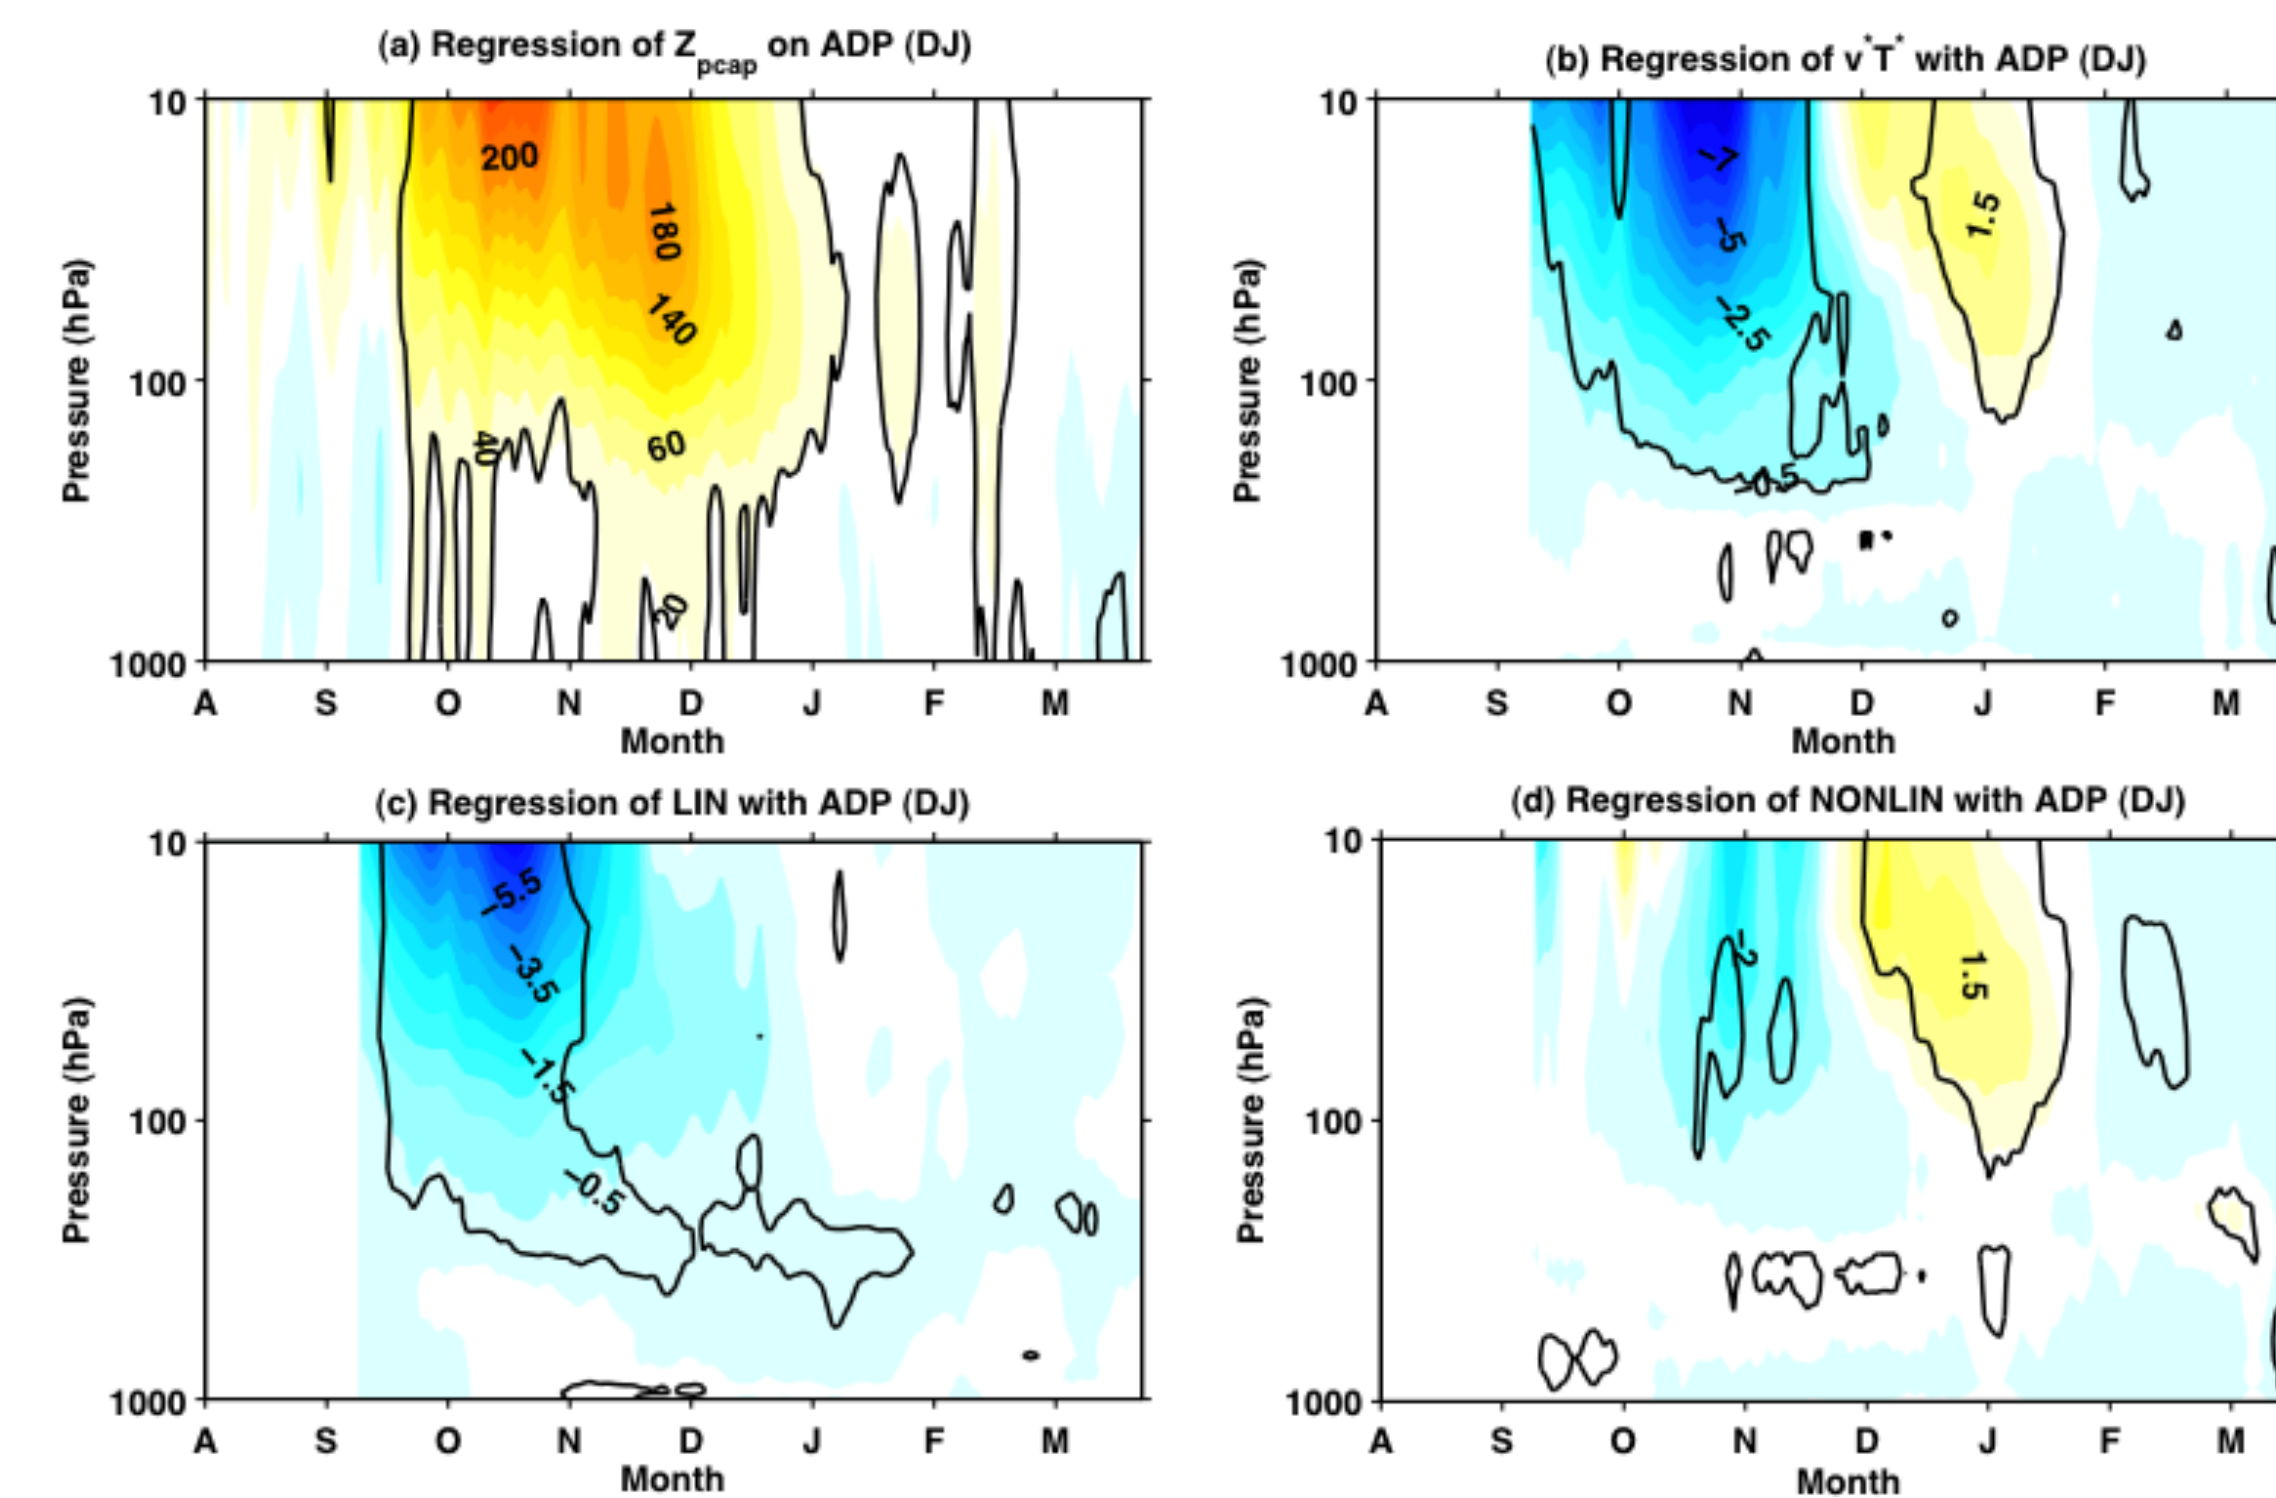 (a) Regression of Zpcap on ADP (DJ)
10
100
1000
Pressure (hPa)
200
180
140
60
40
20
A S O N D J F M
Month
(b) Regression of v*T* with ADP (DJ)
10
100
1000
Pressure (hPa)
−7
−5
−2.5
−0.5
1.5
A S O N D J F M
Month
(c) Regression of LIN with ADP (DJ)
10
100
1000
Pressure (hPa)
−5.5
−3.5
−1.5
−0.5
A S O N D J F M
Month
(d) Regression of NONLIN with ADP (DJ)
10
100
1000
Pressure (hPa)
−2
1.5
A S O N D J F M
Month